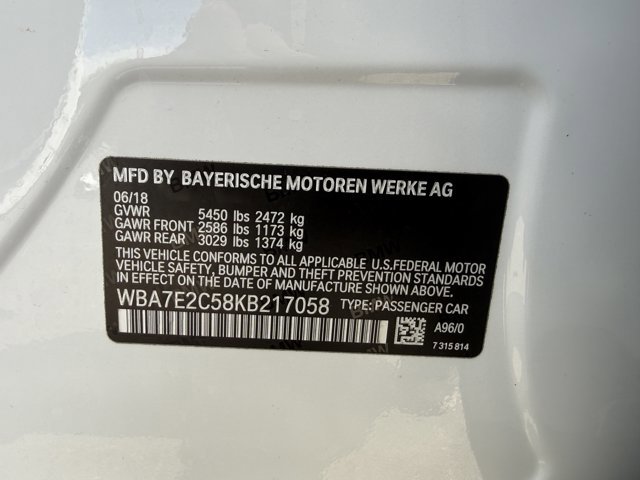 MFD BY BAYERISCHE MOTOREN WERKE AG
06/18
GVWR 5450 lbs 2472 kg
GAWR FRONT 2586 lbs 1173 kg
GAWR REAR 3029 lbs 1374 kg
THIS VEHICLE CONFORMS TO ALL APPLICABLE U.S.FEDERAL MOTOR
VEHICLE SAFETY, BUMPER AND THEFT PREVENTION STANDARDS
IN EFFECT ON THE DATE OF MANUFACTURE SHOWN ABOVE.
WBA7E2C58KB217058 TYPE: PASSENGER CAR
A96/0
7 315 814